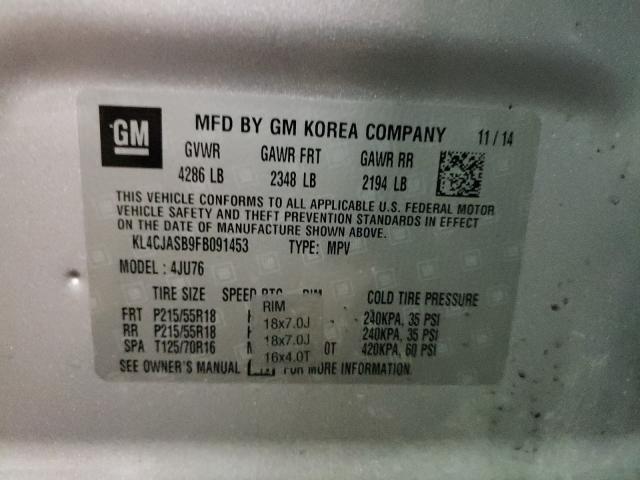 GM
MFD BY GM KOREA COMPANY 11/14
GVWR GAWR FRT GAWR RR
4286 LB 2348 LB 2194 LB
THIS VEHICLE CONFORMS TO ALL APPLICABLE U.S. FEDERAL MOTOR
VEHICLE SAFETY AND THEFT PREVENTION STANDARDS IN EFFECT
ON THE DATE OF MANUFACTURE SHOWN ABOVE.
KL4CJASB9FB091453 TYPE: MPV
MODEL: 4JU76
TIRE SIZE SPEED RTG RIM COLD TIRE PRESSURE
RIM
FRT P215/55R18 18x7.0J 240KPA, 35 PSI
RR P215/55R18 18x7.0J 240KPA, 35 PSI
SPA T125/70R16 16x4.0T 0T 420KPA, 60 PSI
SEE OWNER'S MANUAL FOR MORE INFORMATION.